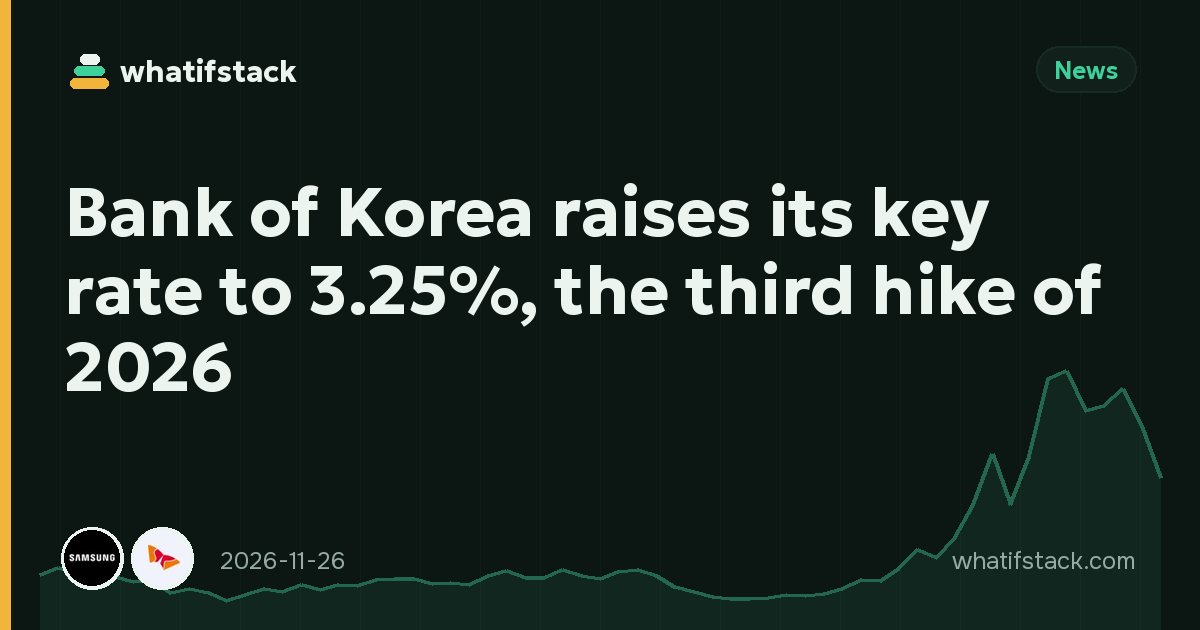 whatifstack
News
Bank of Korea raises its key
rate to 3.25%, the third hike of
2026
SAMSUNG
2026-11-26
whatifstack.com